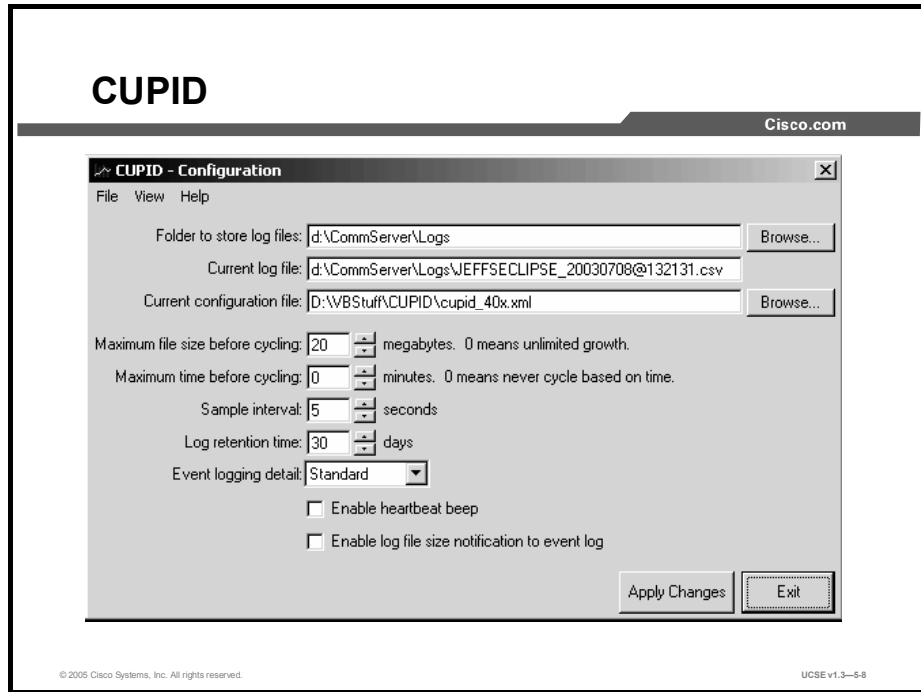 CUPID
Cisco.com
CUPID - Configuration
File View Help
Folder to store log files: d:\CommServer\Logs Browse...
Current log file: d:\CommServer\Logs\JEFFSECLIPSE_20030708@132131.csv
Current configuration file: D:\VBStuff\CUPID\cupid_40x.xml Browse...
Maximum file size before cycling: 20 megabytes. 0 means unlimited growth.
Maximum time before cycling: 0 minutes. 0 means never cycle based on time.
Sample interval: 5 seconds
Log retention time: 30 days
Event logging detail: Standard
Enable heartbeat beep
Enable log file size notification to event log
Apply Changes Exit
© 2005 Cisco Systems, Inc. All rights reserved. UCSE v1.3—5-8